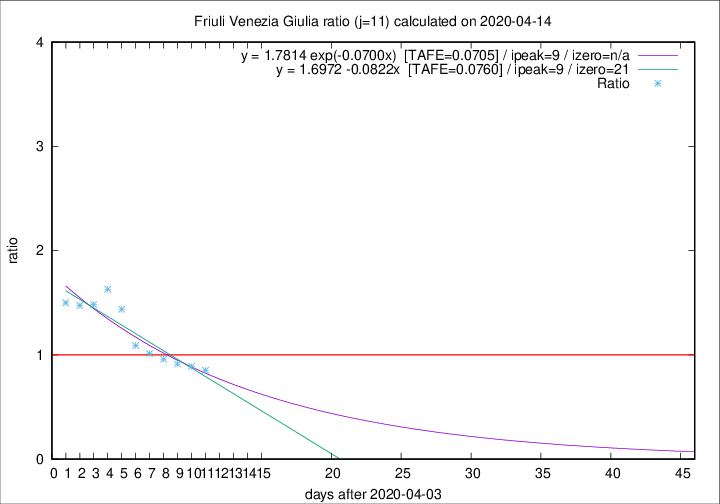 Friuli Venezia Giulia ratio (j=11) calculated on 2020-04-14
y = 1.7814 exp(-0.0700x) [TAFE=0.0705] / ipeak=9 / izero=n/a
y = 1.6972 -0.0822x [TAFE=0.0760] / ipeak=9 / izero=21
Ratio
4
3
2
1
0
ratio
0 1 2 3 4 5 6 7 8 9 10 11 12 13 14 15 20 25 30 35 40 45
days after 2020-04-03